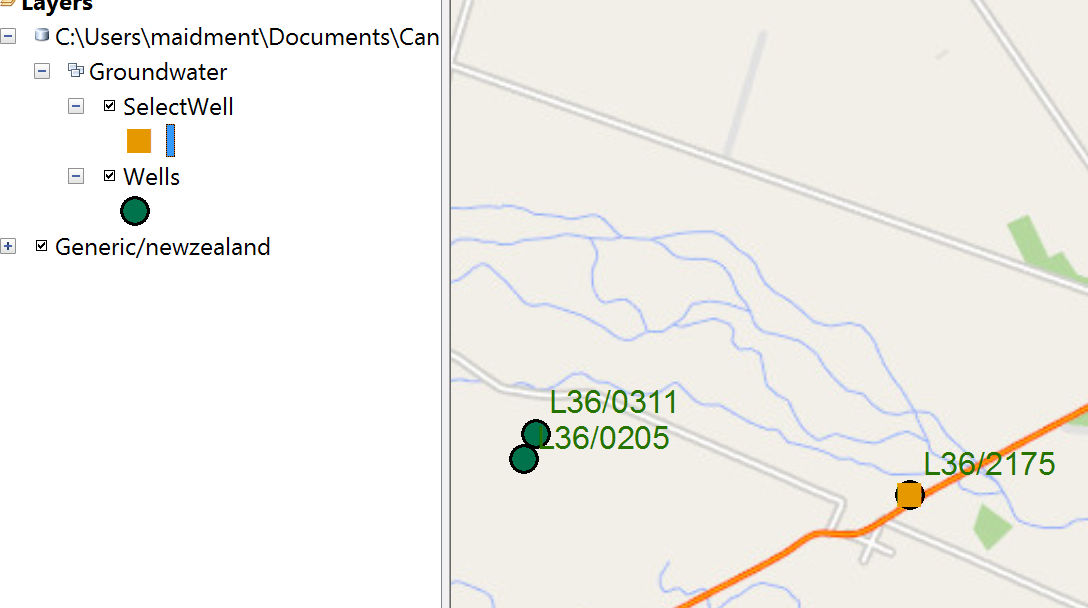 Layers
C:\Users\maidment\Documents\Can
Groundwater
SelectWell
Wells
Generic/newzealand
L36/0311
L36/0205
L36/2175